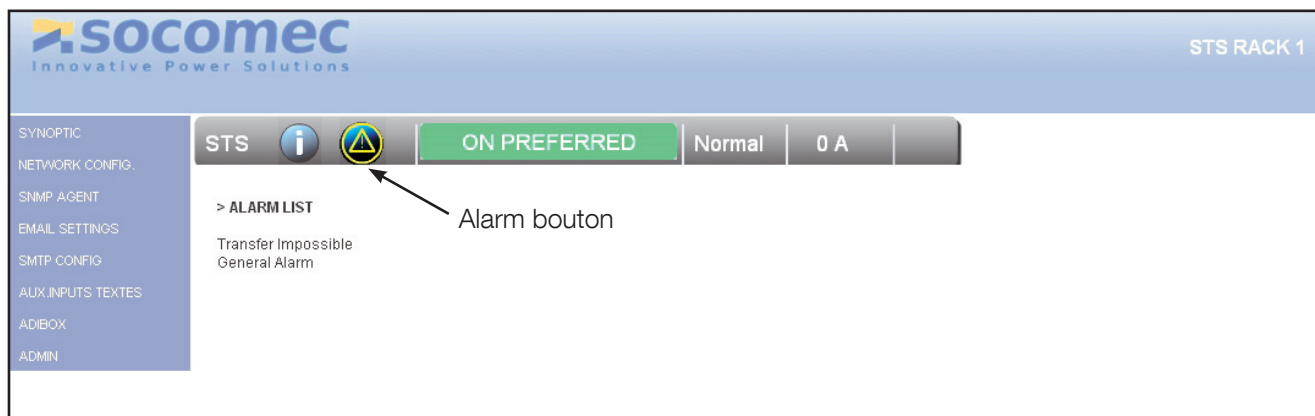 socomec
Innovative Power Solutions
STS RACK 1
SYNOPTIC
NETWORK CONFIG.
SNMP AGENT
EMAIL SETTINGS
SMTP CONFIG
AUX.INPUTS TEXTES
ADIBOX
ADMIN
STS i ON PREFERRED Normal 0 A
> ALARM LIST
Alarm bouton
Transfer Impossible
General Alarm